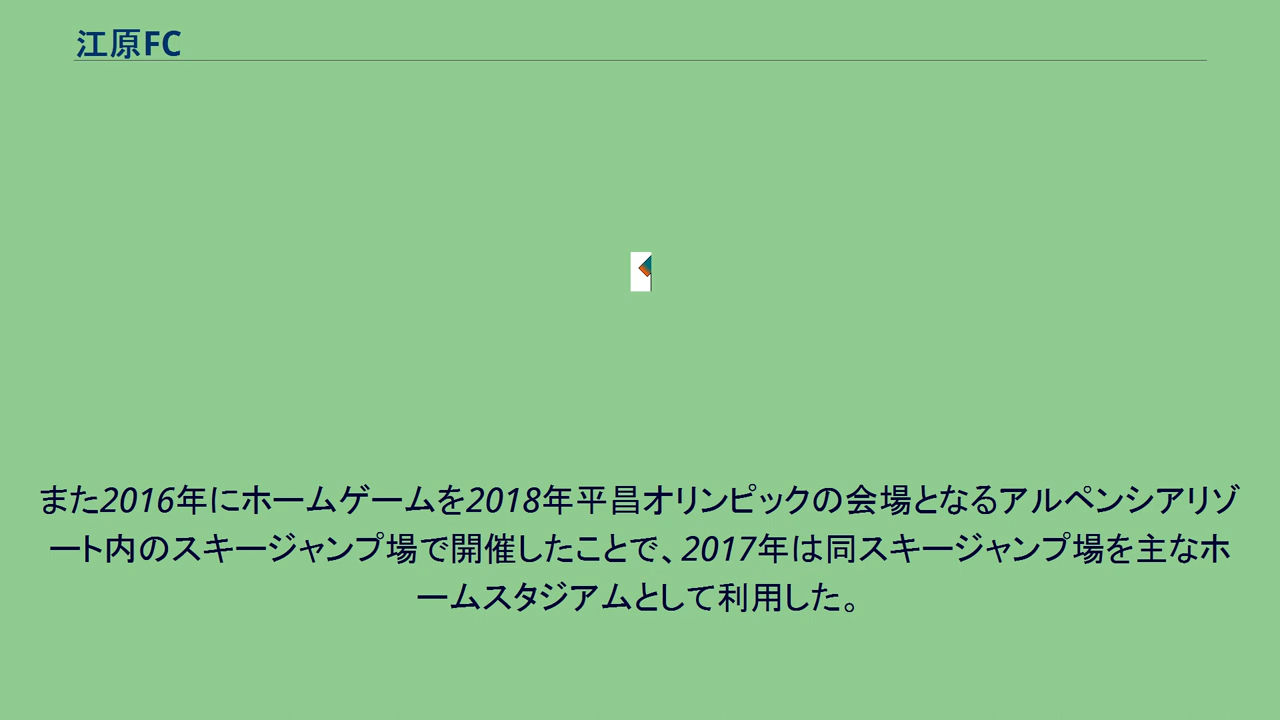 江原FC
また2016年にホームゲームを2018年平昌オリンピックの会場となるアルペンシアリゾ
ート内のスキージャンプ場で開催したことで、2017年は同スキージャンプ場を主なホ
ームスタジアムとして利用した。